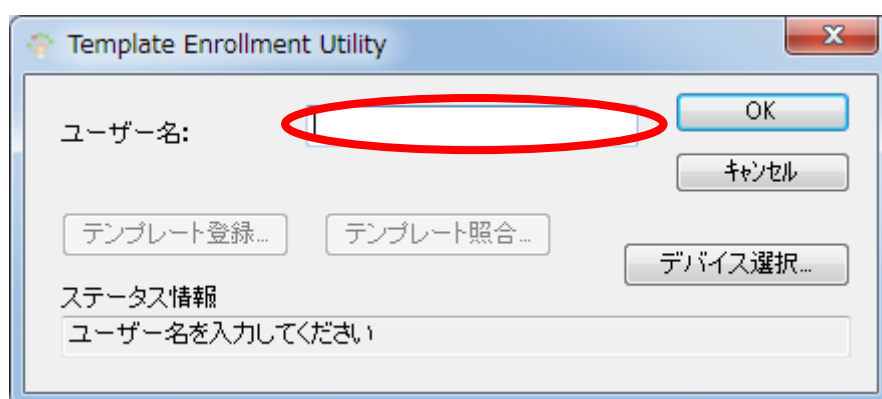 Template Enrollment Utility
ユーザー名:
OK
キャンセル
テンプレート登録...
テンプレート照合...
デバイス選択...
ステータス情報
ユーザー名を入力してください